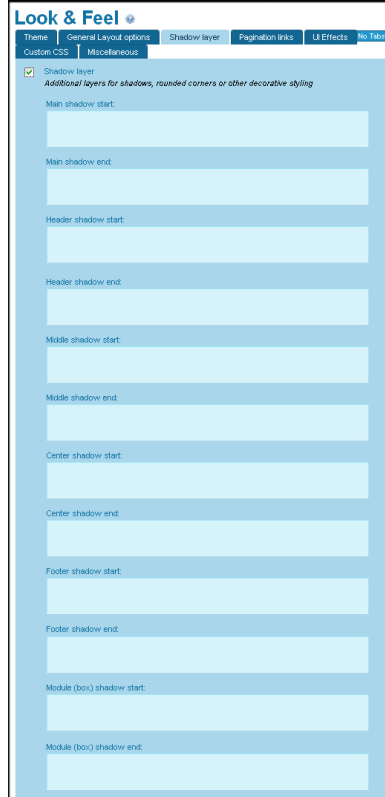 Look & Feel
Theme General Layout options Shadow layer Pagination links UI Effects No Tabs
Custom CSS Miscellaneous
Shadow layer
Additional layers for shadows, rounded corners or other decorative styling
Main shadow start:
Main shadow end:
Header shadow start:
Header shadow end:
Middle shadow start:
Middle shadow end:
Center shadow start:
Center shadow end:
Footer shadow start:
Footer shadow end:
Module (box) shadow start:
Module (box) shadow end: